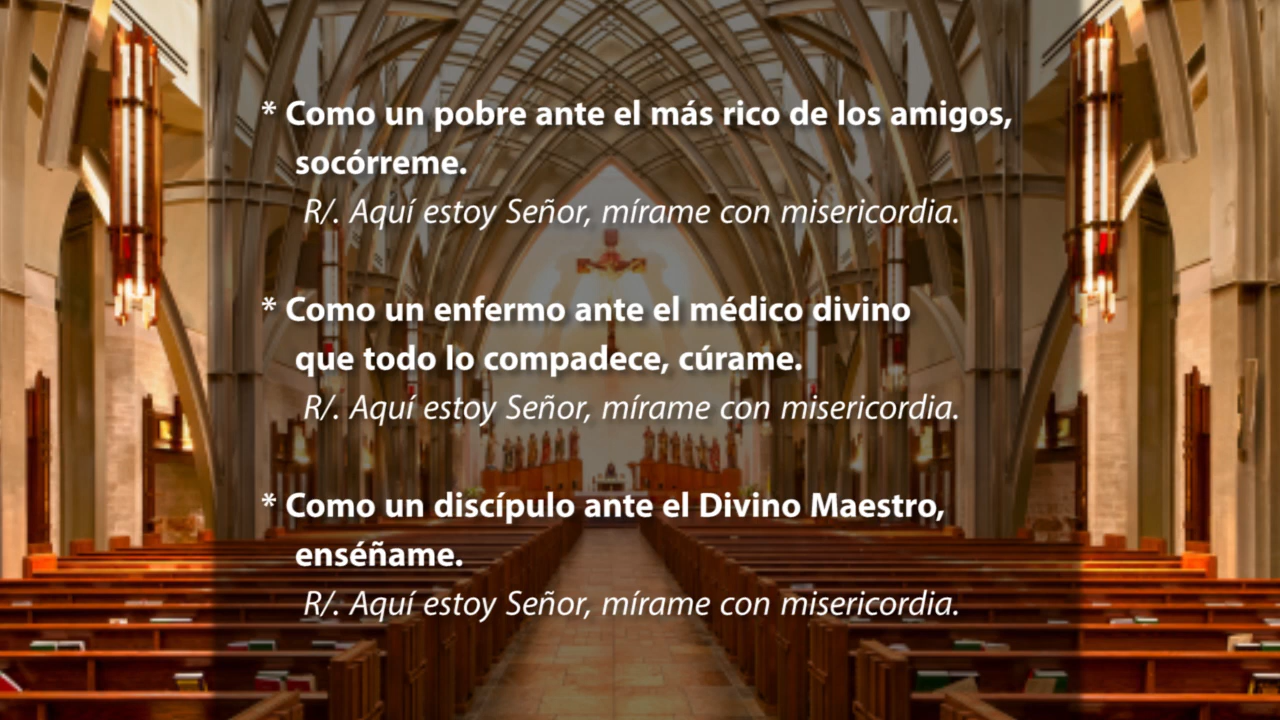 * Como un pobre ante el más rico de los amigos,
socórreme.
R/. Aquí estoy Señor, mírame con misericordia.
* Como un enfermo ante el médico divino
que todo lo compadece, cúrame.
R/. Aquí estoy Señor, mírame con misericordia.
* Como un discípulo ante el Divino Maestro,
enséñame.
R/. Aquí estoy Señor, mírame con misericordia.